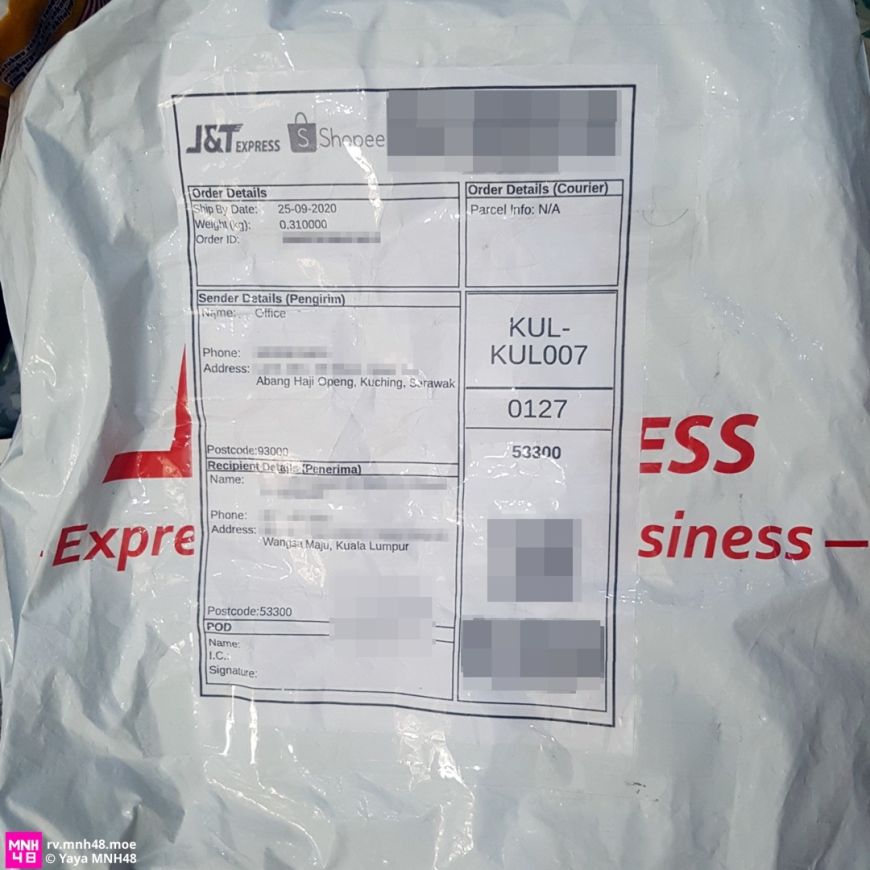 J&T EXPRESS Shopee
Order Details
Order Details (Courier)
Ship By Date: 25-09-2020
Weight (kg): 0.310000
Order ID:
Parcel Info: N/A
Sender Details (Pengirim)
Name: Office
Phone:
Address:
Abang Haji Openg, Kuching, Sarawak
Postcode:93000
KUL-
KUL007
0127
53300
Recipient Details (Penerima)
Name:
Phone:
Address:
Wangsa Maju, Kuala Lumpur
Postcode:53300
POD
Name:
I.C.:
Signature:
ESS
Expre
siness
MNH
48
rv.mnh48.moe
© Yaya MNH48